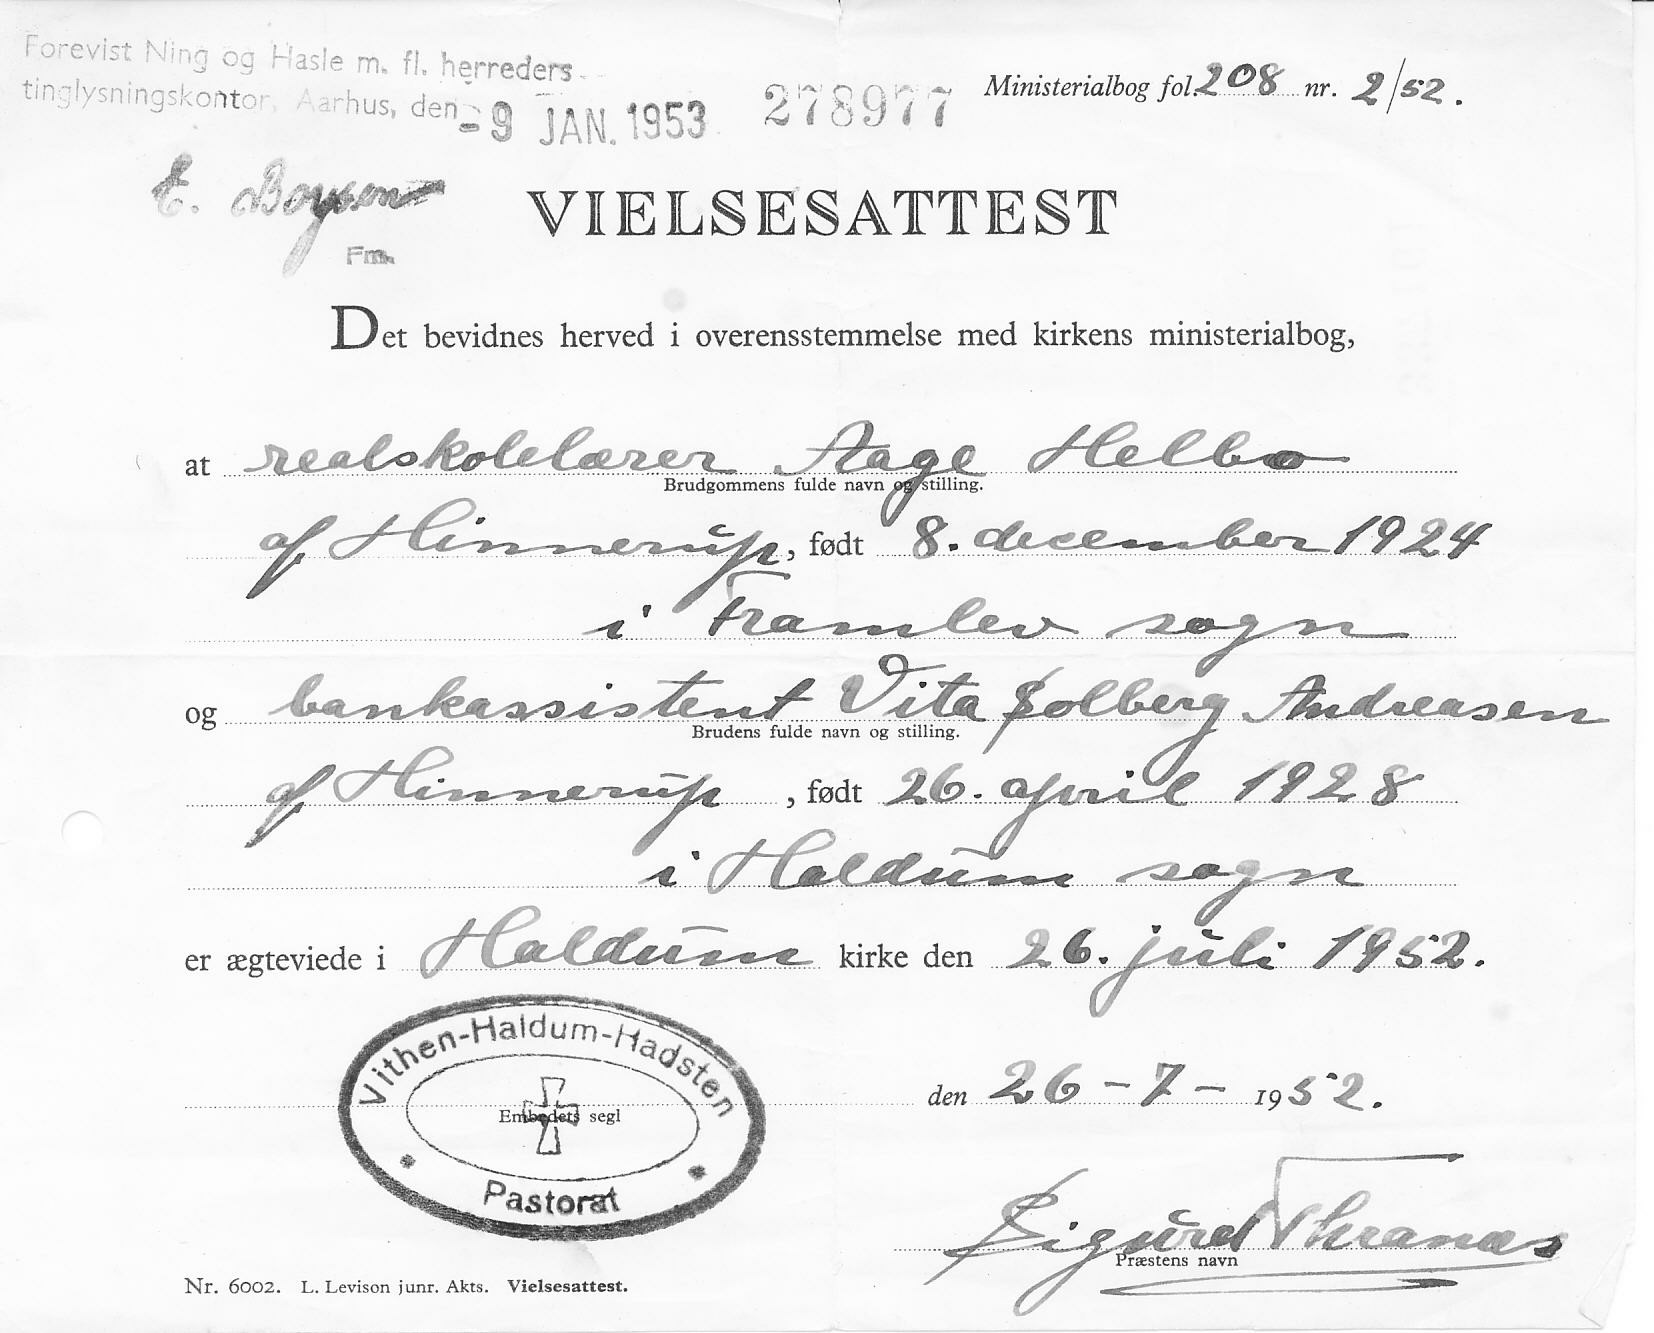 Forevist Ning og Hasle m. fl. herreders
tinglysningskontor, Aarhus, den - 9 JAN. 1953
278977
Ministerialbog fol. 208 nr. 2/52.
E. Boysen
Fm.
VIELSESATTEST
Det bevidnes herved i overensstemmelse med kirkens ministerialbog,
at realskolelærer Aage Helbo
Brudgommens fulde navn og stilling.
af Hinnerup, født 8. december 1924
i Framlev sogn
og bankassistent Vita Solberg Andreasen
Brudens fulde navn og stilling.
af Hinnerup, født 26. april 1928
i Haldum sogn
er ægteviede i Haldum kirke den 26. juli 1952.
Vithen-Haldum-Hadsten
den 26-7-1952.
Embedets segl
Pastorat
Sigurd Thranæs
Præstens navn
Nr. 6002. L. Levison junr. Akts. Vielsesattest.